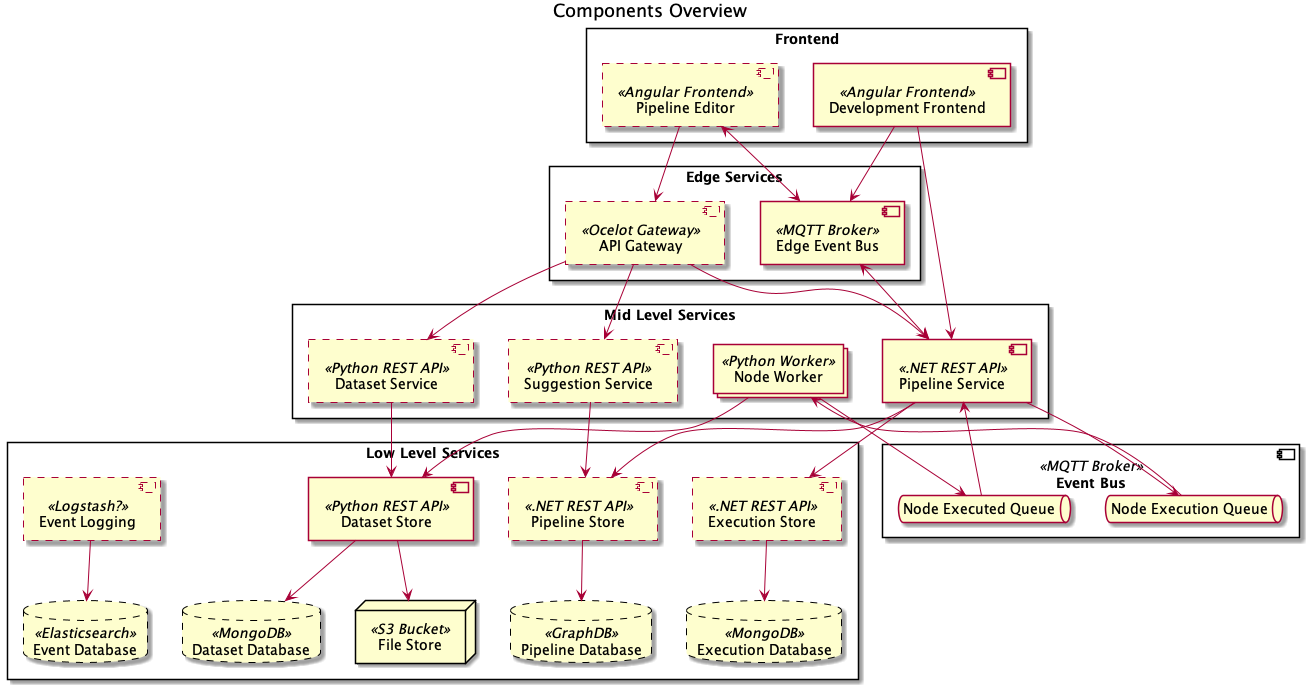 Components Overview
Frontend
«Angular Frontend»
Pipeline Editor
«Angular Frontend»
Development Frontend
Edge Services
«Ocelot Gateway»
API Gateway
«MQTT Broker»
Edge Event Bus
Mid Level Services
«Python REST API»
Dataset Service
«Python REST API»
Suggestion Service
«Python Worker»
Node Worker
«.NET REST API»
Pipeline Service
Low Level Services
«Logstash?»
Event Logging
«Python REST API»
Dataset Store
«.NET REST API»
Pipeline Store
«.NET REST API»
Execution Store
«MQTT Broker»
Event Bus
Node Executed Queue
Node Execution Queue
«Elasticsearch»
Event Database
«MongoDB»
Dataset Database
«S3 Bucket»
File Store
«GraphDB»
Pipeline Database
«MongoDB»
Execution Database